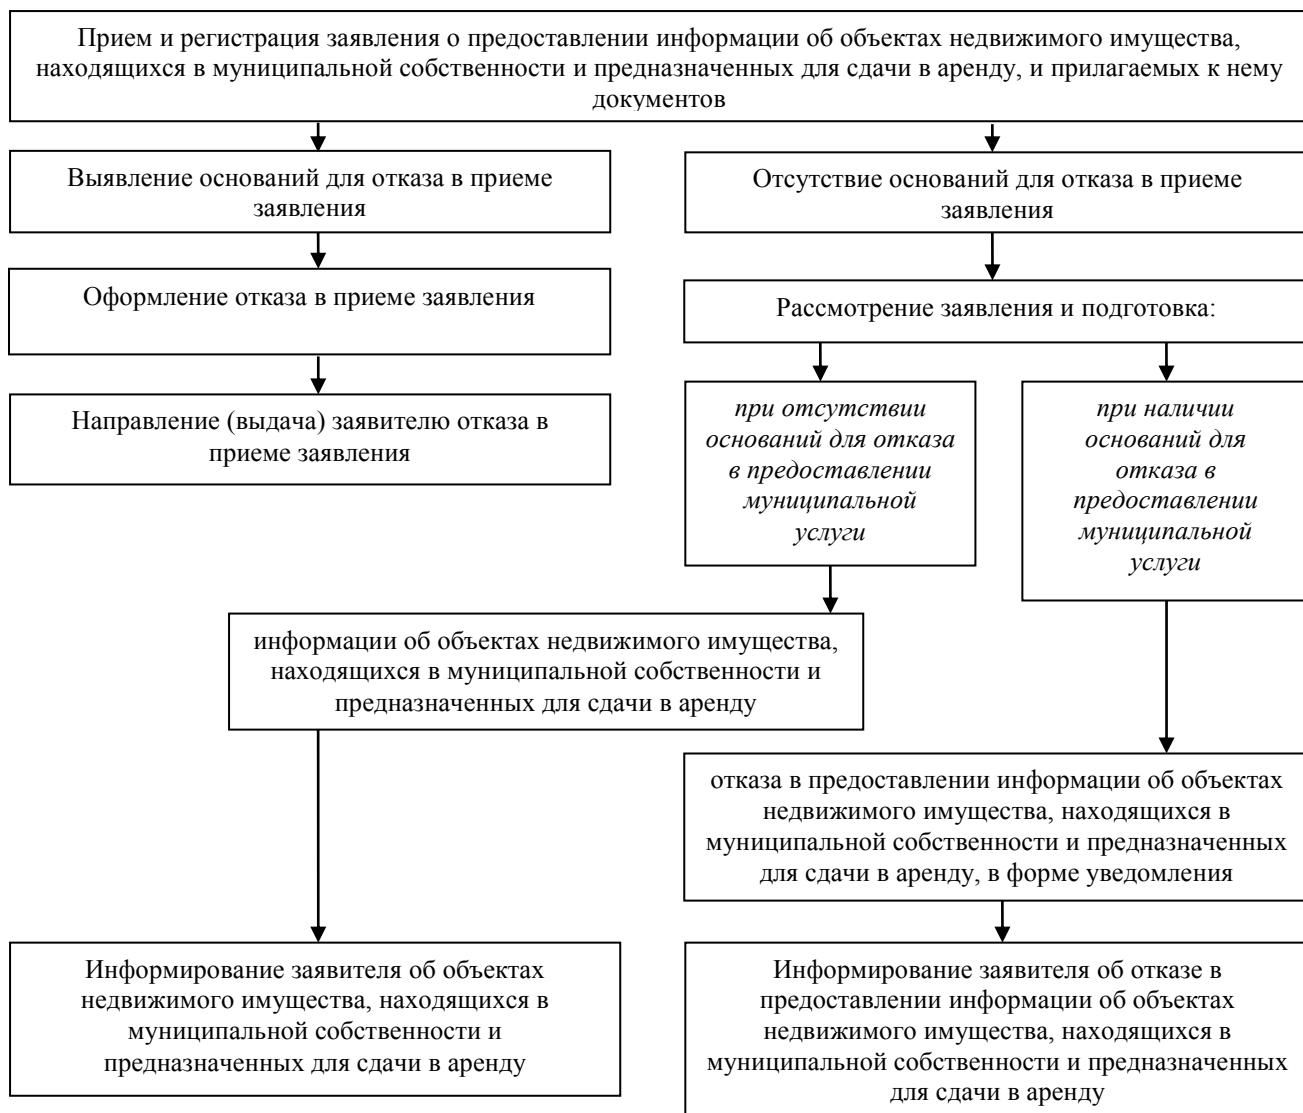 Прием и регистрация заявления о предоставлении информации об объектах недвижимого имущества,
находящихся в муниципальной собственности и предназначенных для сдачи в аренду, и прилагаемых к нему
документов
Выявление оснований для отказа в приеме
заявления
Отсутствие оснований для отказа в приеме
заявления
Оформление отказа в приеме заявления
Рассмотрение заявления и подготовка:
Направление (выдача) заявителю отказа в
приеме заявления
при отсутствии
оснований для отказа
в предоставлении
муниципальной
услуги
при наличии
оснований для
отказа в
предоставлении
муниципальной
услуги
информации об объектах недвижимого имущества,
находящихся в муниципальной собственности и
предназначенных для сдачи в аренду
отказа в предоставлении информации об объектах
недвижимого имущества, находящихся в
муниципальной собственности и предназначенных
для сдачи в аренду, в форме уведомления
Информирование заявителя об объектах
недвижимого имущества, находящихся в
муниципальной собственности и
предназначенных для сдачи в аренду
Информирование заявителя об отказе в
предоставлении информации об объектах
недвижимого имущества, находящихся в
муниципальной собственности и предназначенных
для сдачи в аренду